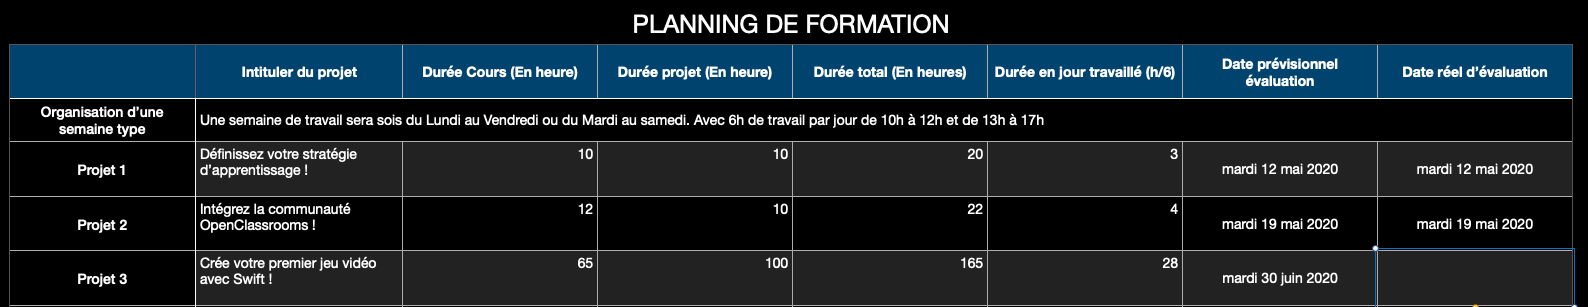 PLANNING DE FORMATION
Intituler du projet Durée Cours (En heure) Durée projet (En heure) Durée total (En heures) Durée en jour travaillé (h/6) Date prévisionnel évaluation Date réel d'évaluation
Organisation d'une semaine type Une semaine de travail sera sois du Lundi au Vendredi ou du Mardi au samedi. Avec 6h de travail par jour de 10h à 12h et de 13h à 17h
Projet 1 Définissez votre stratégie d'apprentissage ! 10 10 20 3 mardi 12 mai 2020 mardi 12 mai 2020
Projet 2 Intégrez la communauté OpenClassrooms ! 12 10 22 4 mardi 19 mai 2020 mardi 19 mai 2020
Projet 3 Crée votre premier jeu vidéo avec Swift ! 65 100 165 28 mardi 30 juin 2020